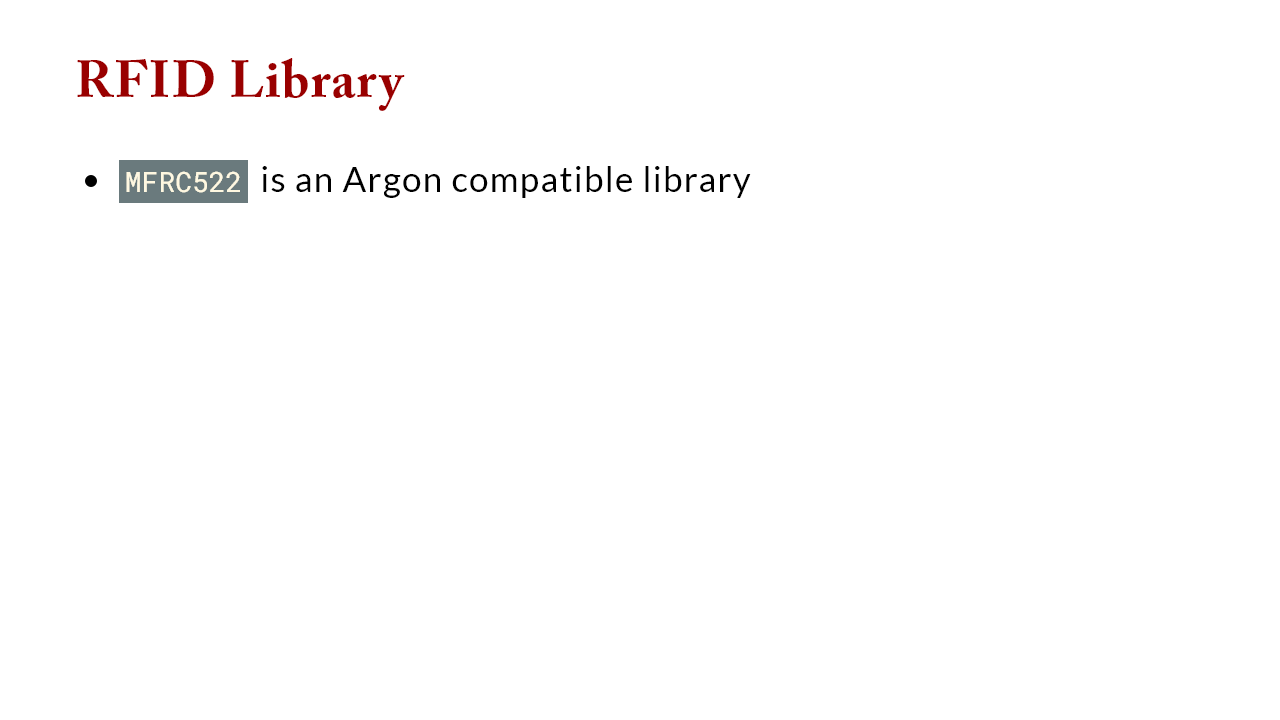 RFID Library
• MFRC522 is an Argon compatible library